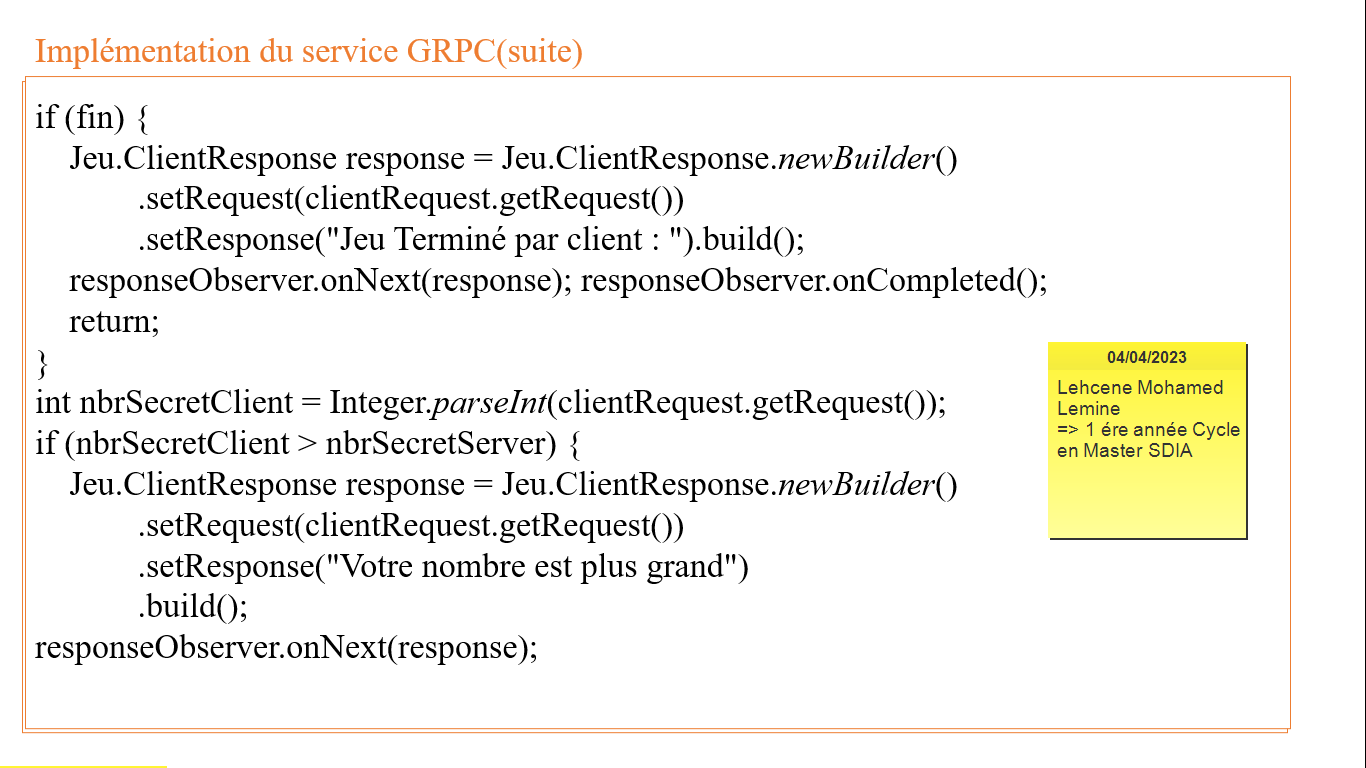 Implémentation du service GRPC(suite)
if (fin) {
Jeu.ClientResponse response = Jeu.ClientResponse.newBuilder()
.setRequest(clientRequest.getRequest())
.setResponse("Jeu Terminé par client : ").build();
responseObserver.onNext(response); responseObserver.onCompleted();
return;
}
int nbrSecretClient = Integer.parseInt(clientRequest.getRequest());
if (nbrSecretClient > nbrSecretServer) {
Jeu.ClientResponse response = Jeu.ClientResponse.newBuilder()
.setRequest(clientRequest.getRequest())
.setResponse("Votre nombre est plus grand")
.build();
responseObserver.onNext(response);
04/04/2023
Lehcene Mohamed
Lemine
=> 1 ére année Cycle
en Master SDIA